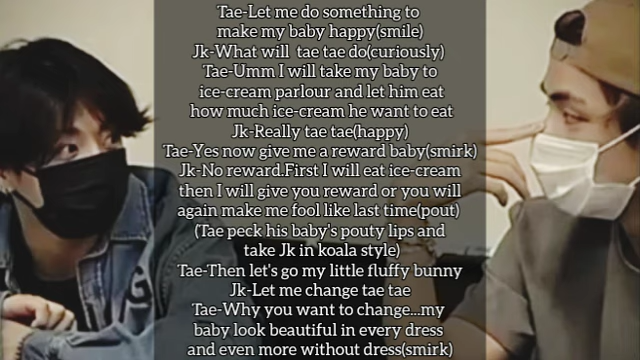 Tae-Let me do something to
make my baby happy(smile)
Jk-What will  tae tae do(curiously)
Tae-Umm I will take my baby to
ice-cream parlour and let him eat
how much ice-cream he want to eat
Jk-Really tae tae(happy)
Tae-Yes now give me a reward baby(smirk)
Jk-No reward.First I will eat ice-cream
then I will give you reward or you will
again make me fool like last time(pout)
(Tae peck his baby's pouty lips and
take Jk in koala style)
Tae-Then let's go my little fluffy bunny
Jk-Let me change tae tae
Tae-Why you want to change...my
baby look beautiful in every dress
and even more without dress(smirk)